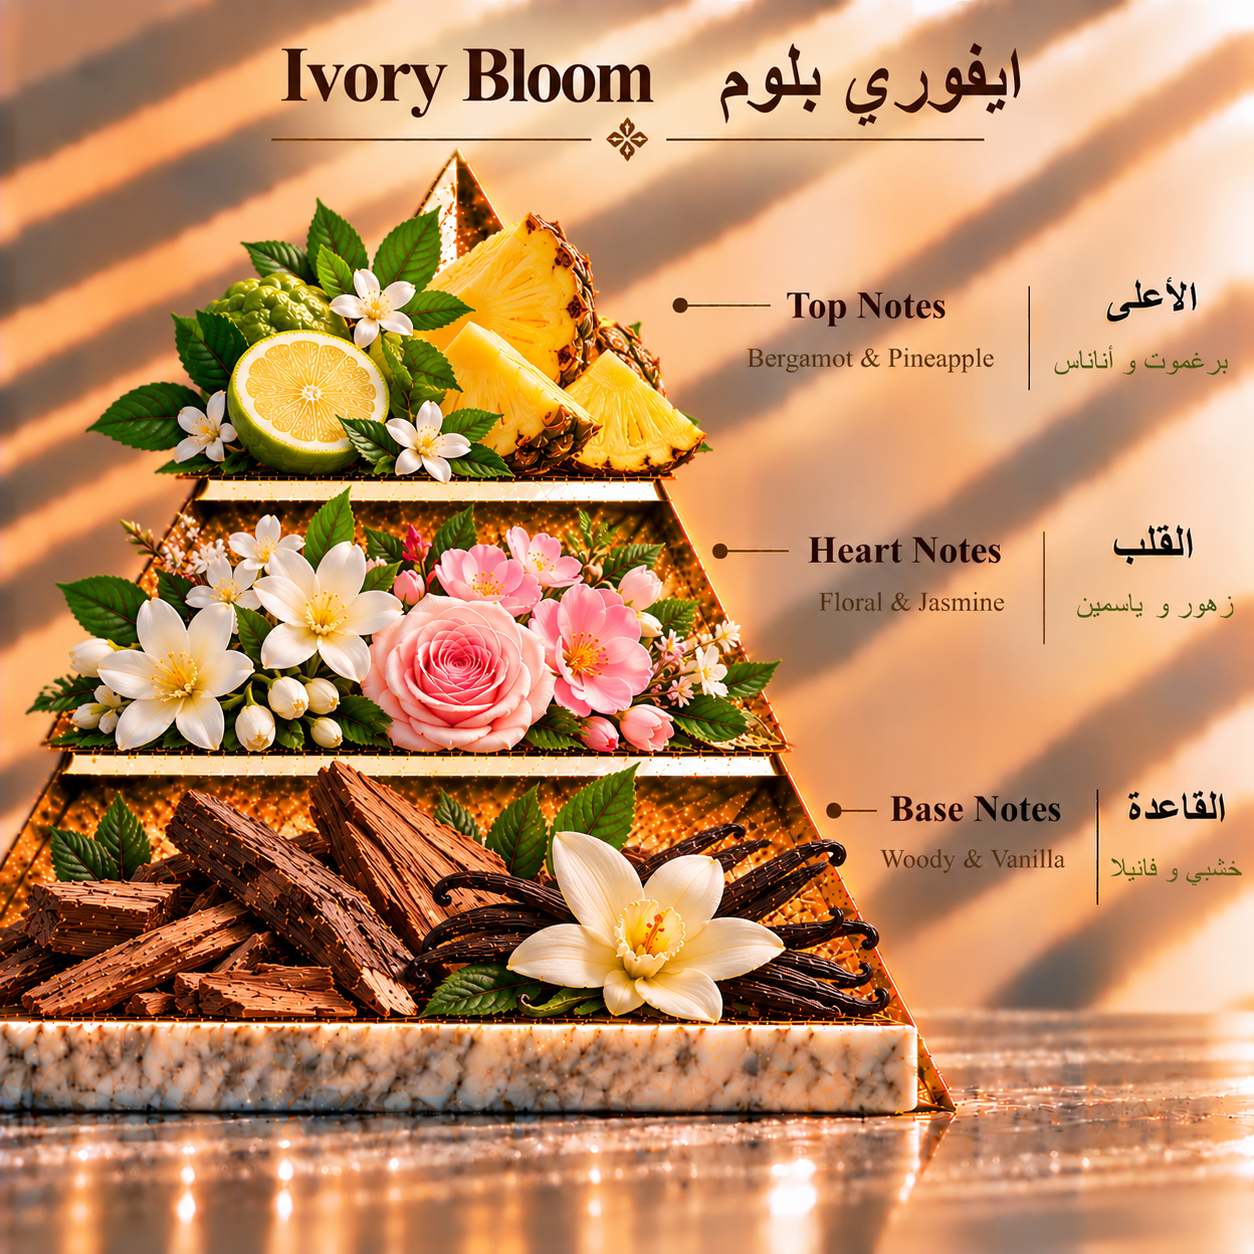 Ivory Bloom ايفوري بلوم
Top Notes
Bergamot & Pineapple
الأعلى
برغموت و أناناس
Heart Notes
Floral & Jasmine
القلب
زهور و ياسمين
Base Notes
Woody & Vanilla
القاعدة
خشبي و فانيلا